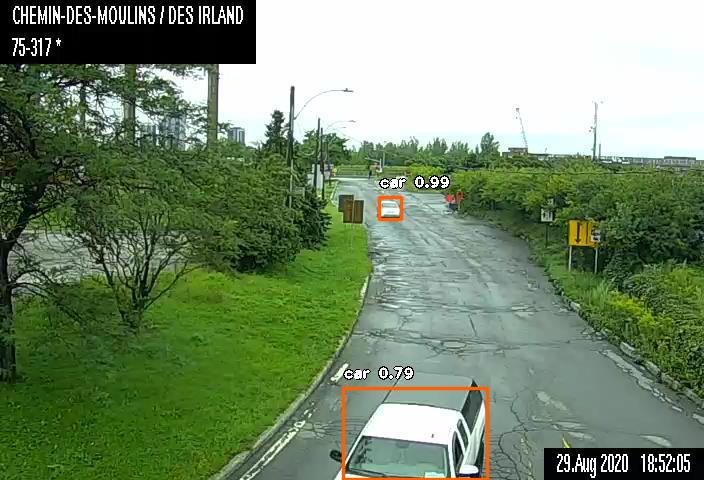 CHEMIN-DES-MOULINS / DES IRLAND
75-317 *
car 0.99
car 0.79
29.Aug 2020 18:52:05